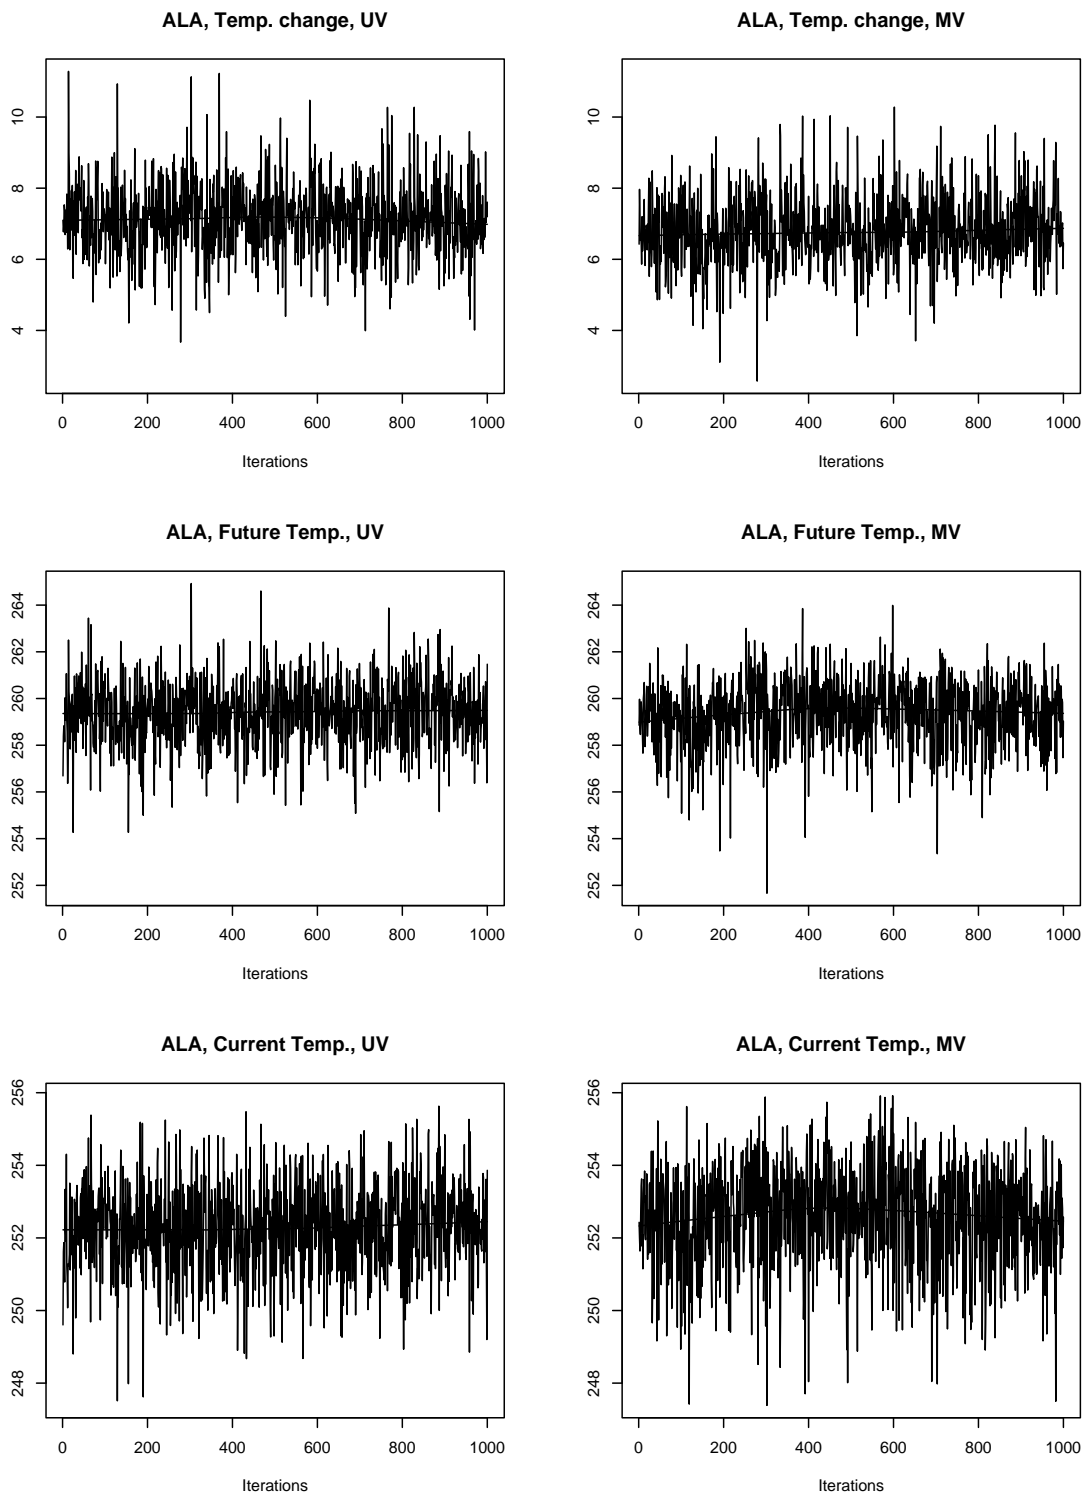 ALA, Temp. change, UV
10
8
6
4
0 200 400 600 800 1000
Iterations
ALA, Temp. change, MV
10
8
6
4
0 200 400 600 800 1000
Iterations
ALA, Future Temp., UV
264
262
260
258
256
254
252
0 200 400 600 800 1000
Iterations
ALA, Future Temp., MV
264
262
260
258
256
254
252
0 200 400 600 800 1000
Iterations
ALA, Current Temp., UV
256
254
252
250
248
0 200 400 600 800 1000
Iterations
ALA, Current Temp., MV
256
254
252
250
248
0 200 400 600 800 1000
Iterations